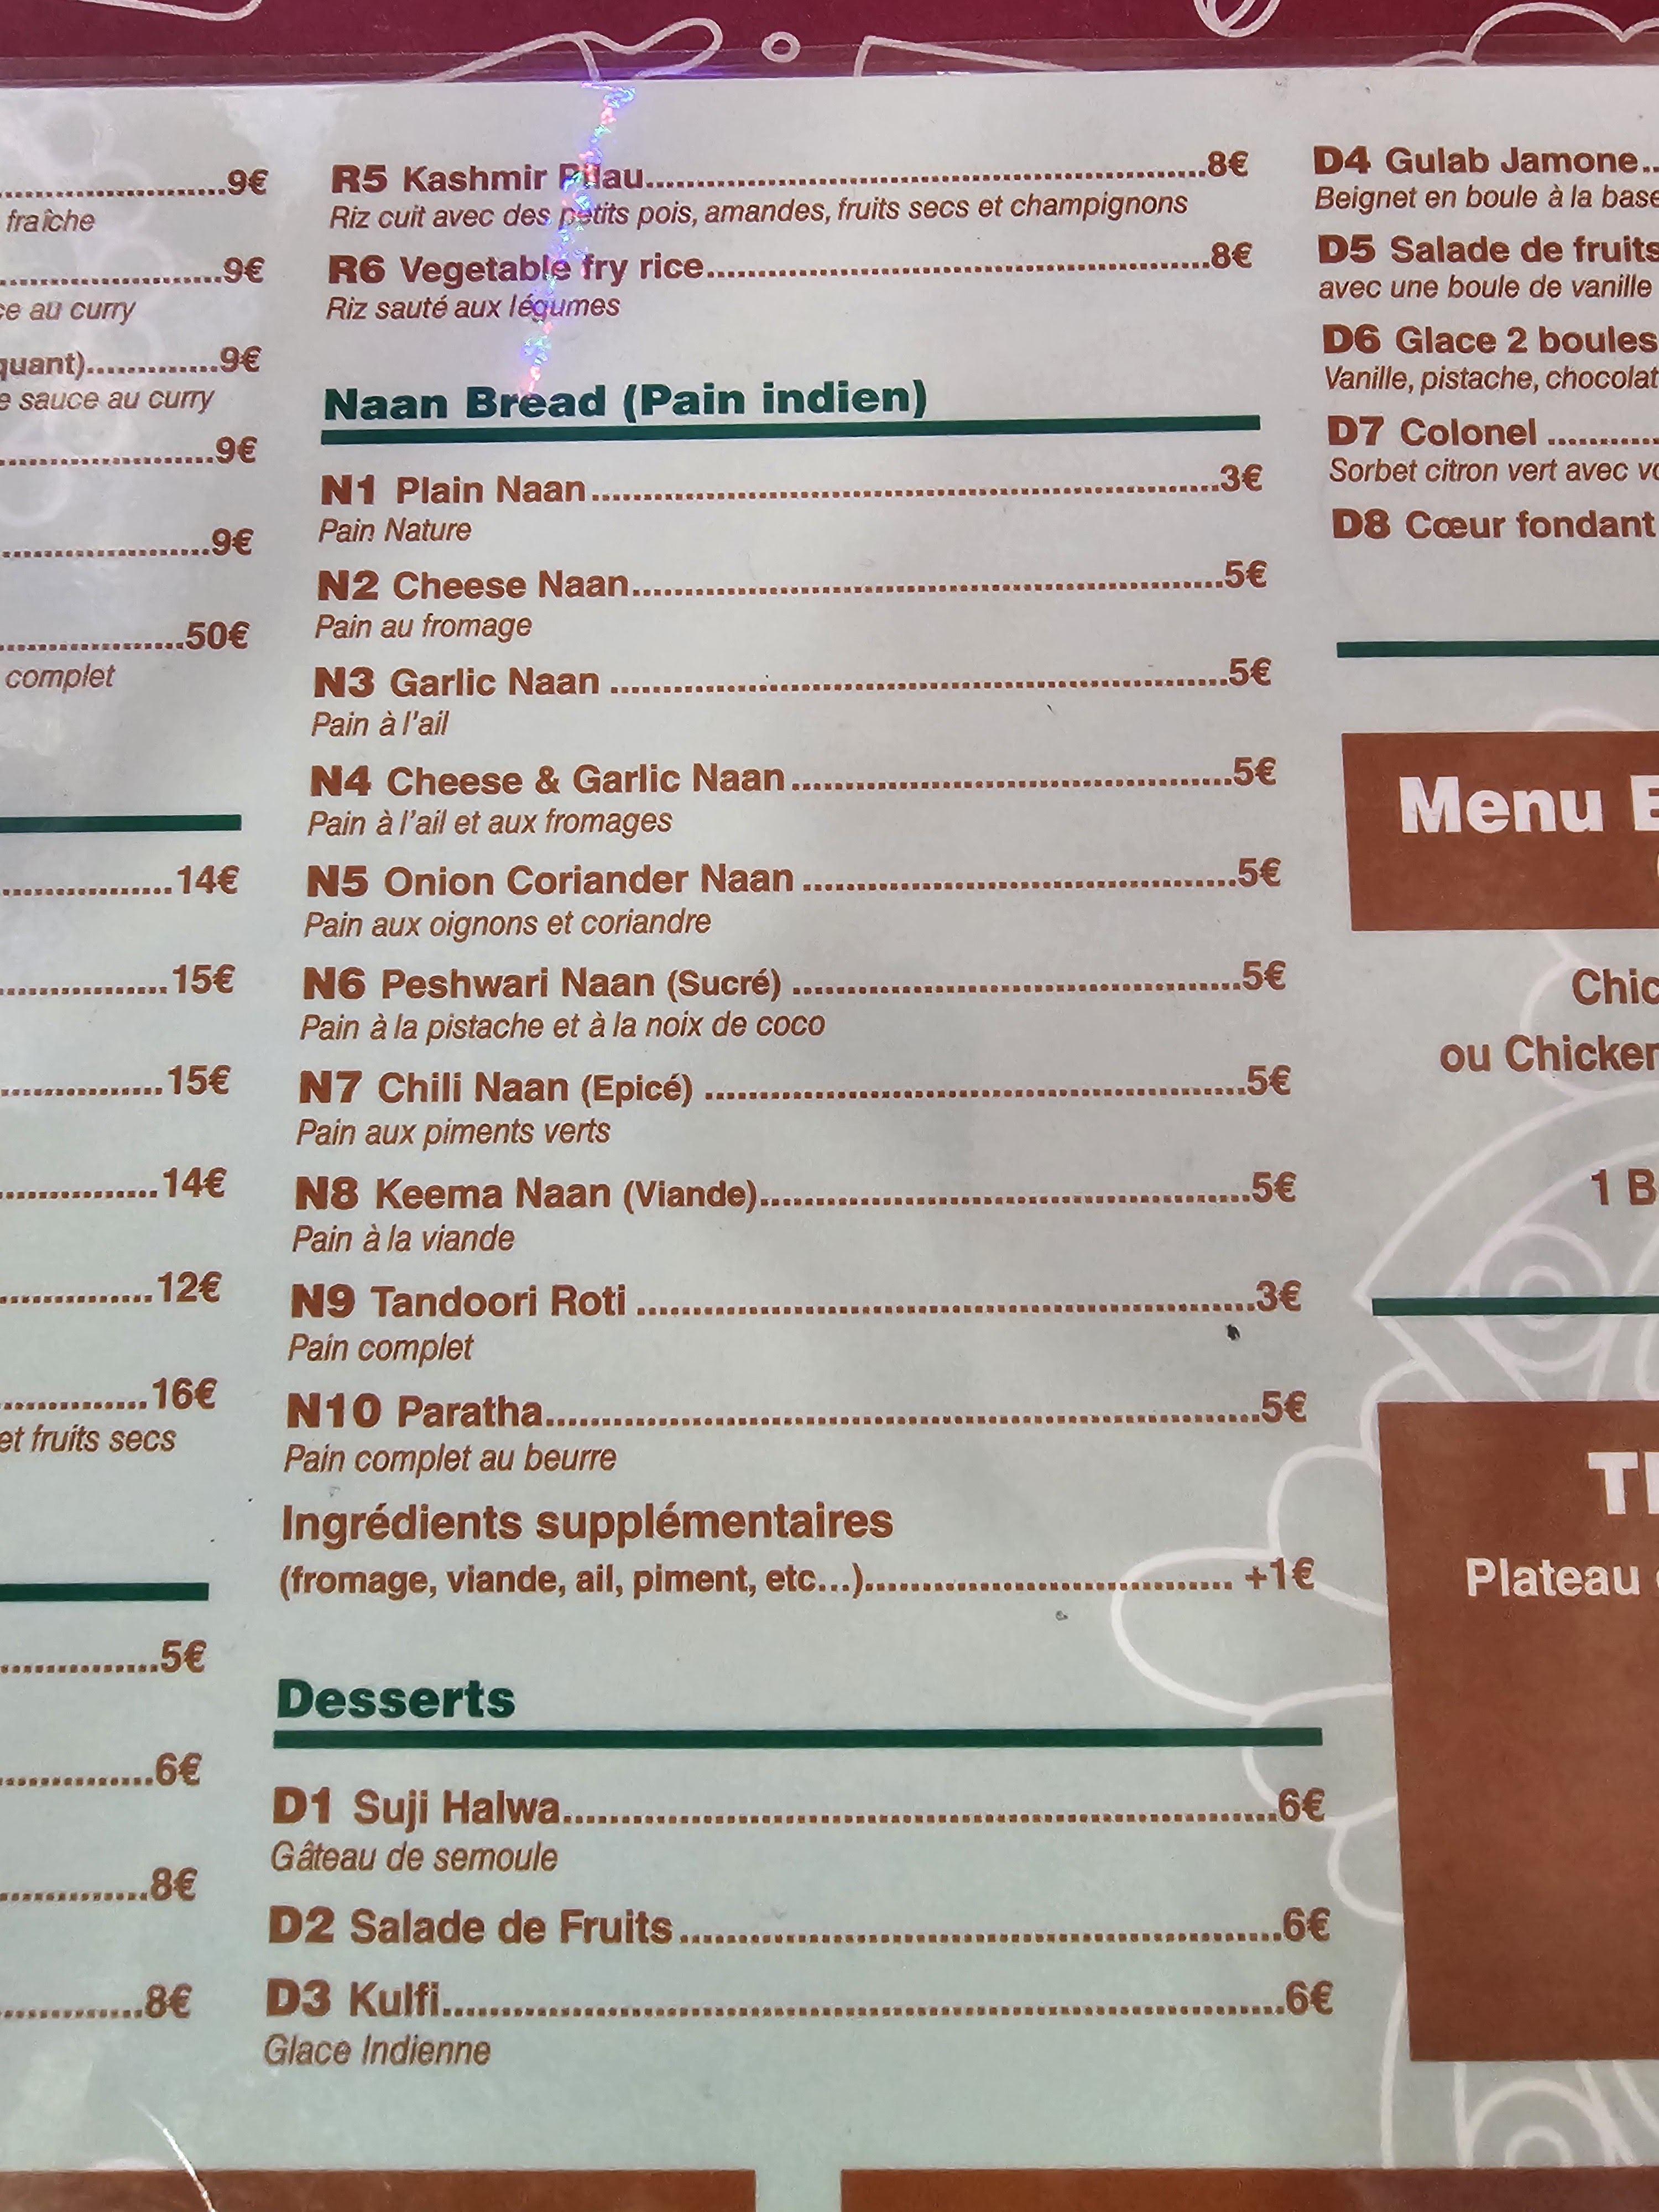 9€
fraîche
9€
au curry
9€
sauce au curry
9€
9€
50€
complet
14€
15€
15€
14€
12€
16€
et fruits secs
5€
6€
8€
8€
R5 Kashmir Pilau 8€
Riz cuit avec des petits pois, amandes, fruits secs et champignons
R6 Vegetable fry rice 8€
Riz sauté aux légumes
Naan Bread (Pain indien)
N1 Plain Naan 3€
Pain Nature
N2 Cheese Naan 5€
Pain au fromage
N3 Garlic Naan 5€
Pain à l'ail
N4 Cheese & Garlic Naan 5€
Pain à l'ail et aux fromages
N5 Onion Coriander Naan 5€
Pain aux oignons et coriandre
N6 Peshwari Naan (Sucré) 5€
Pain à la pistache et à la noix de coco
N7 Chili Naan (Epicé) 5€
Pain aux piments verts
N8 Keema Naan (Viande) 5€
Pain à la viande
N9 Tandoori Roti 3€
Pain complet
N10 Paratha 5€
Pain complet au beurre
Ingrédients supplémentaires
(fromage, viande, ail, piment, etc...) +1€
Desserts
D1 Suji Halwa 6€
Gâteau de semoule
D2 Salade de Fruits 6€
D3 Kulfi 6€
Glace Indienne
D4 Gulab Jamone
Beignet en boule à la base
D5 Salade de fruits
avec une boule de vanille
D6 Glace 2 boules
Vanille, pistache, chocolat
D7 Colonel
Sorbet citron vert avec
D8 Cœur fondant
Menu
ou
1
Plateau